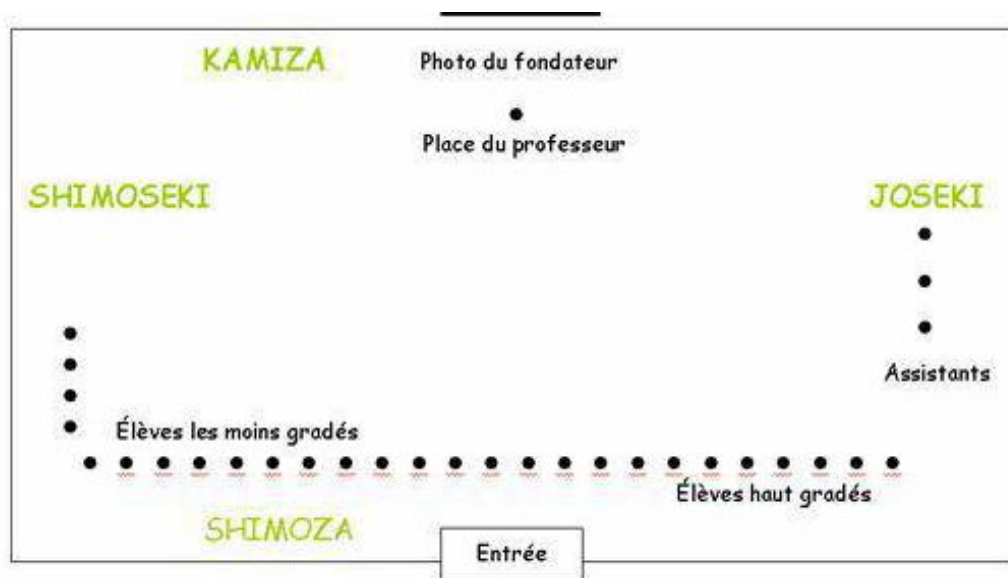 KAMIZA
Photo du fondateur
Place du professeur
SHIMOSEKI
JOSEKI
Assistants
Élèves les moins gradés
Élèves haut gradés
SHIMOZA
Entrée